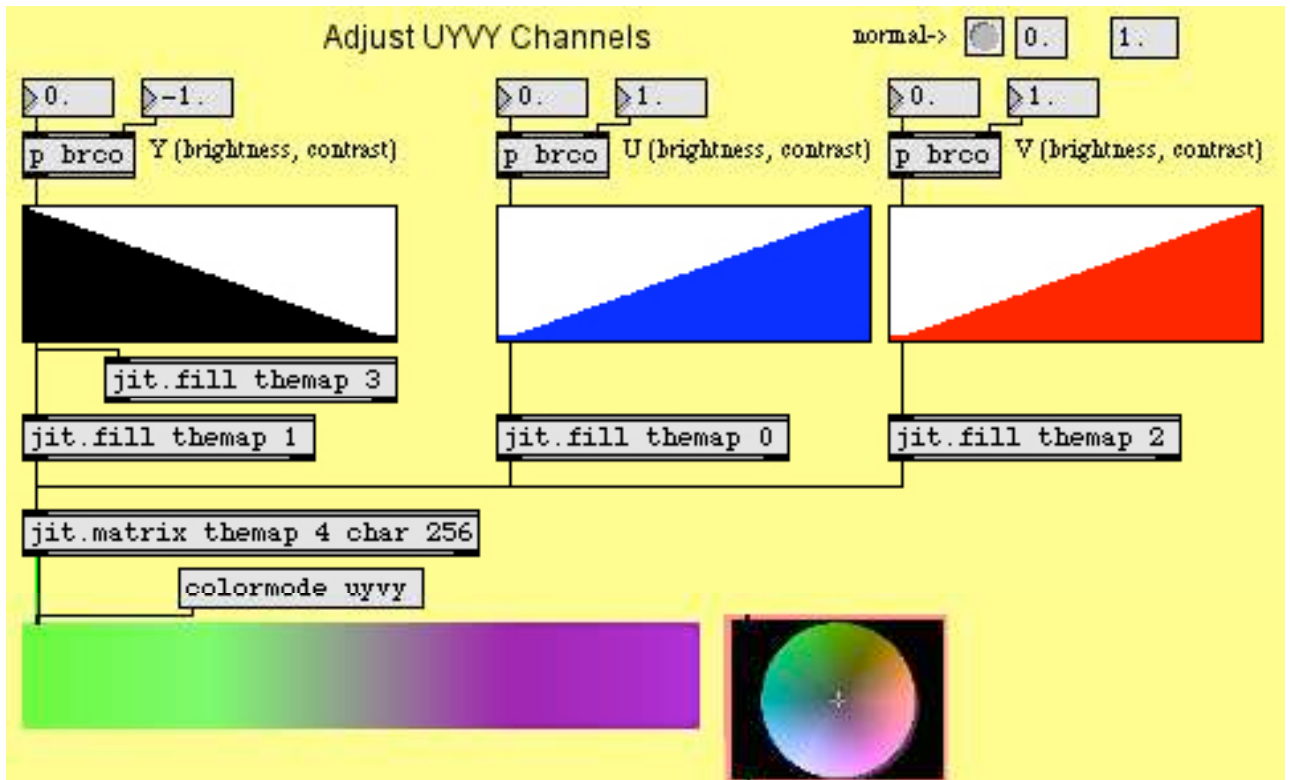 Adjust UYVY Channels
normal-> 0. 1.
0. -1.
0. 1.
0. 1.
p brco Y (brightness, contrast)
p brco U (brightness, contrast)
p brco V (brightness, contrast)
jit.fill themap 3
jit.fill themap 1
jit.fill themap 0
jit.fill themap 2
jit.matrix themap 4 char 256
colormode uyvy